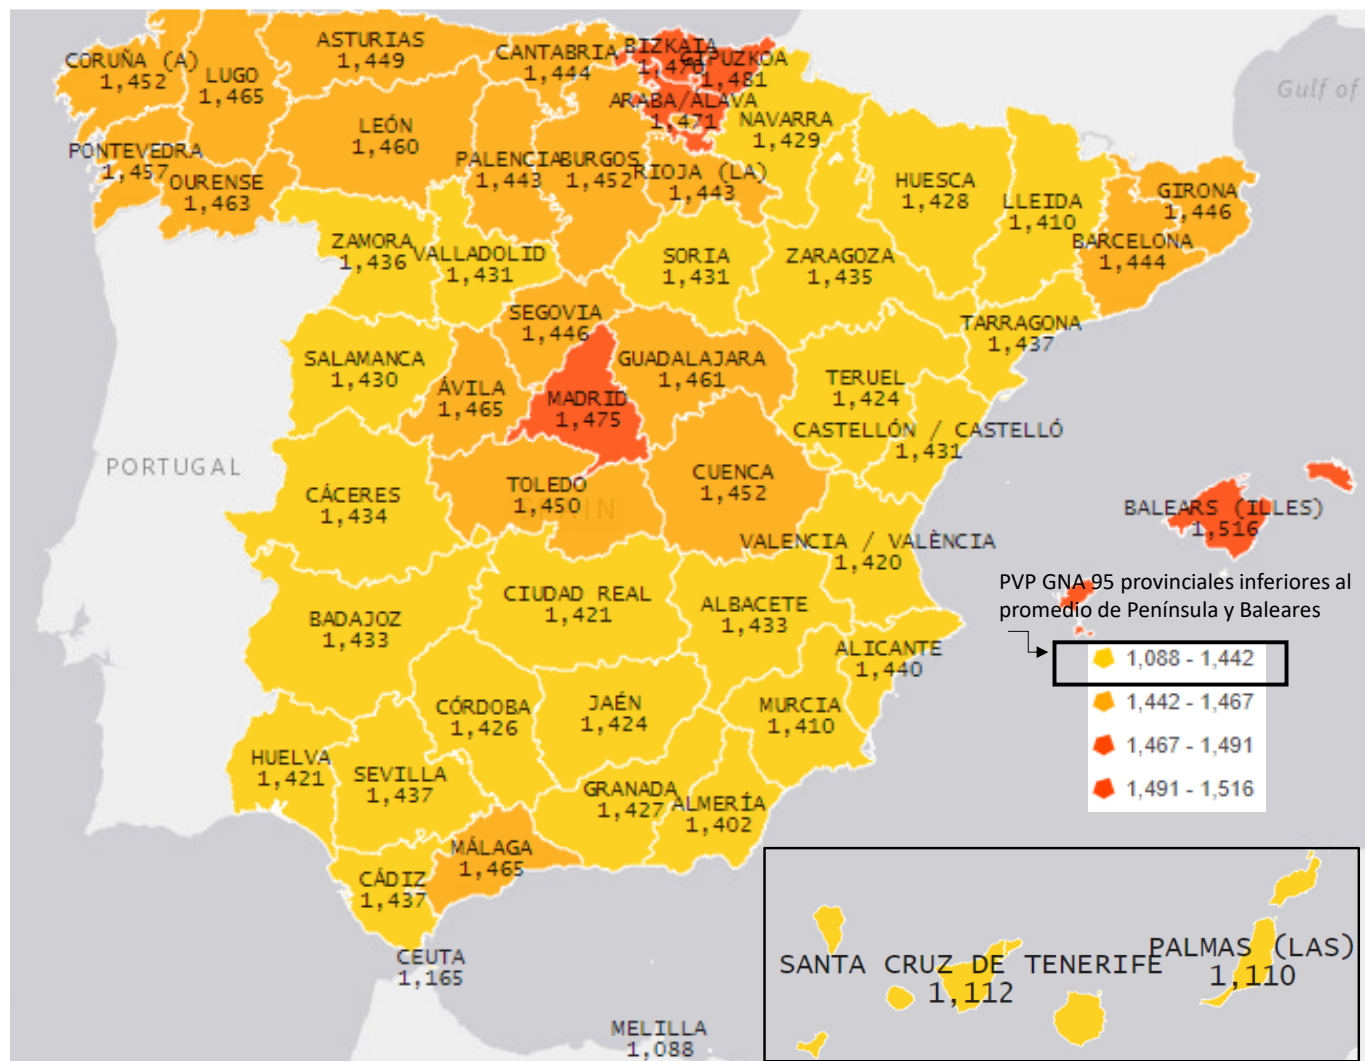 Gulf of
ASTURIAS
1,449
CANTABRIA
1,444
BIZKAIA
1,470
GIPUZKOA
1,481
CORUÑA (A)
1,452
LUGO
1,465
ARABA/ALAVA
1,471
NAVARRA
1,429
LEÓN
1,460
PONTEVEDRA
1,457
OURENSE
1,463
PALENCIA
1,443
BURGOS
1,452
RIOJA (LA)
1,443
HUESCA
1,428
LLEIDA
1,410
GIRONA
1,446
BARCELONA
1,444
ZAMORA
1,436
VALLADOLID
1,431
SORIA
1,431
ZARAGOZA
1,435
SEGOVIA
1,446
TARRAGONA
1,437
SALAMANCA
1,430
ÁVILA
1,465
MADRID
1,475
GUADALAJARA
1,461
TERUEL
1,424
CASTELLÓN / CASTELLÓ
1,431
PORTUGAL
CÁCERES
1,434
TOLEDO
1,450
CUENCA
1,452
BALEARS (ILLES)
1,516
VALENCIA / VALÈNCIA
1,420
PVP GNA 95 provinciales inferiores al
promedio de Península y Baleares
BADAJOZ
1,433
CIUDAD REAL
1,421
ALBACETE
1,433
ALICANTE
1,440
1,088 - 1,442
1,442 - 1,467
1,467 - 1,491
1,491 - 1,516
CÓRDOBA
1,426
JAÉN
1,424
MURCIA
1,410
HUELVA
1,421
SEVILLA
1,437
GRANADA
1,427
ALMERÍA
1,402
MÁLAGA
1,465
CÁDIZ
1,437
CEUTA
1,165
MELILLA
1,088
SANTA CRUZ DE TENERIFE
1,112
PALMAS (LAS)
1,110